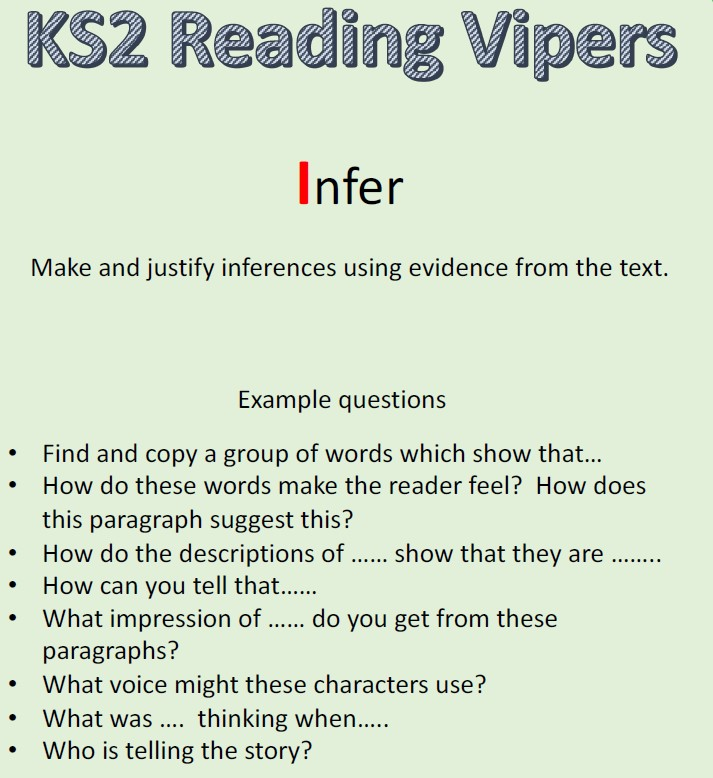 KS2 Reading Vipers
Infer
Make and justify inferences using evidence from the text.
Example questions
• Find and copy a group of words which show that…
• How do these words make the reader feel?  How does
this paragraph suggest this?
• How do the descriptions of …… show that they are ……..
• How can you tell that……
• What impression of …… do you get from these
paragraphs?
• What voice might these characters use?
• What was ….  thinking when…..
• Who is telling the story?